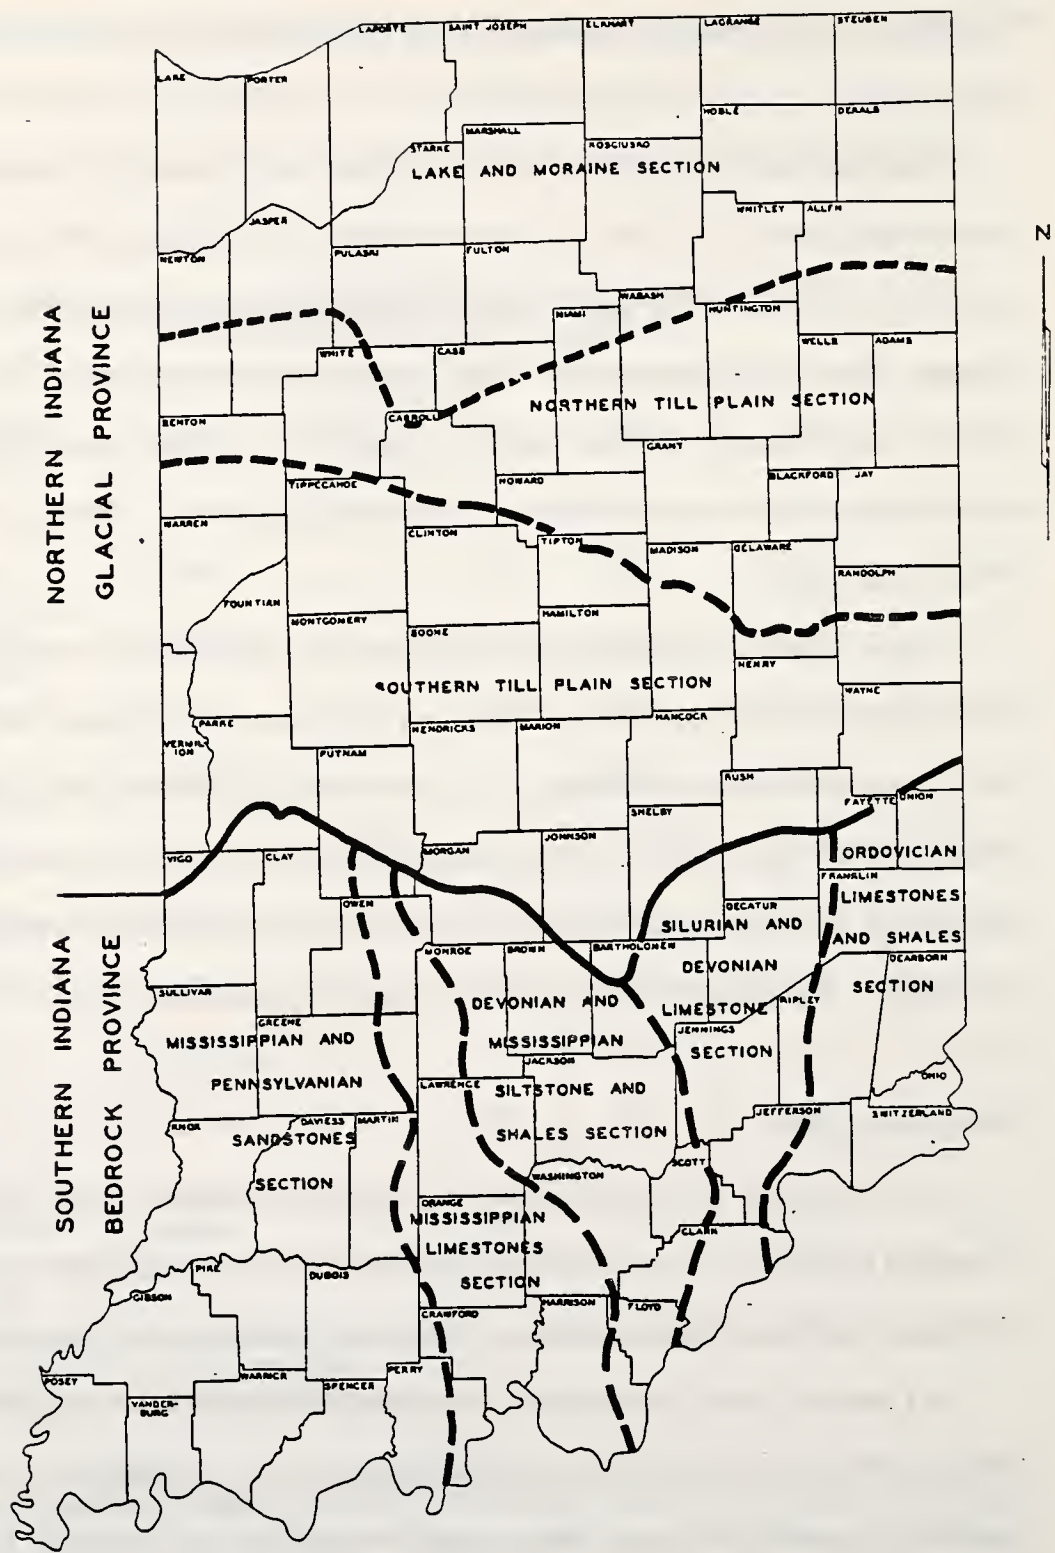 LAPORTE
SAINT JOSEPH
ELKHART
LAGRANGE
STEUBEN
LAKE
PORTER
NOBLE
DEKALB
MARSHALL
STARKE
KOSCIUSKO
LAKE AND MORAINE SECTION
WHITLEY
ALLEN
JASPER
N
NEWTON
PULASKI
FULTON
WABASH
MIAMI
HUNTINGTON
WHITE
CASS
WELLS
ADAMS
NORTHERN INDIANA
GLACIAL PROVINCE
NORTHERN TILL PLAIN SECTION
BENTON
CARROLL
GRANT
TIPPECANOE
HOWARD
BLACKFORD
JAY
WARREN
CLINTON
TIPTON
MADISON
DELAWARE
RANDOLPH
FOUNTIAN
MONTGOMERY
BOONE
HAMILTON
HENRY
SOUTHERN TILL PLAIN SECTION
WAYNE
PARKE
HENDRICKS
MARION
HANCOCK
VERMIL-
ION
PUTNAM
RUSH
FAYETTE
UNION
SHELBY
JOHNSON
VIGO
CLAY
MORGAN
ORDOVICIAN
FRANKLIN
LIMESTONES
AND SHALES
SECTION
OWEN
DECATUR
SILURIAN AND
DEVONIAN
LIMESTONE
SECTION
MONROE
BROWN
BARTHOLOMEW
DEARBORN
SULLIVAN
RIPLEY
GREENE
JENNINGS
DEVONIAN AND
MISSISSIPPIAN
SILTSTONE AND
SHALES SECTION
SOUTHERN INDIANA
BEDROCK PROVINCE
MISSISSIPPIAN AND
PENNSYLVANIAN
SANDSTONES
SECTION
JACKSON
OHIO
LAWRENCE
KNOX
DAVIESS
MARTIN
JEFFERSON
SWITZERLAND
SCOTT
WASHINGTON
ORANGE
MISSISSIPPIAN
LIMESTONES
SECTION
CLARK
PIKE
DUBOIS
GIBSON
CRAWFORD
HARRISON
FLOYD
POSEY
WARRICK
SPENCER
PERRY
VANDER-
BURG